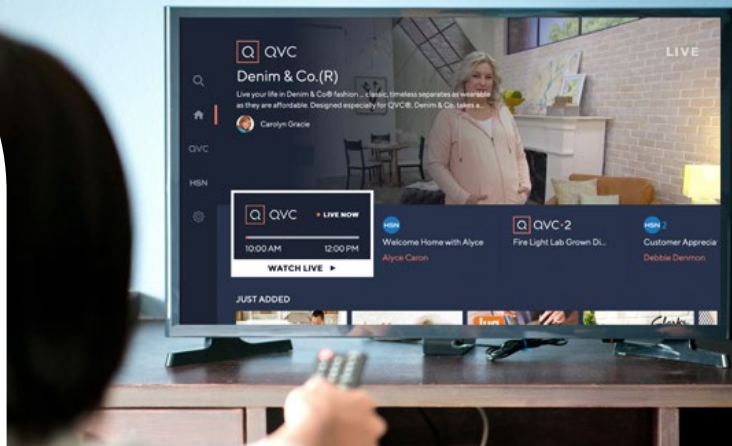 QVC
LIVE
Denim & Co.(R)
Live your life in Denim & Co® fashion ... classic, timeless separates as wearable
as they are affordable. Designed especially for QVC®, Denim & Co. takes a...
Carolyn Gracie
QVC
HSN
QVC
LIVE NOW
10:00 AM
12:00 PM
WATCH LIVE
HSN
Welcome Home with Alyce
Alyce Caron
QVC-2
Fire Light Lab Grown Di...
HSN2
Customer Apprecia
Debbie Denmon
JUST ADDED